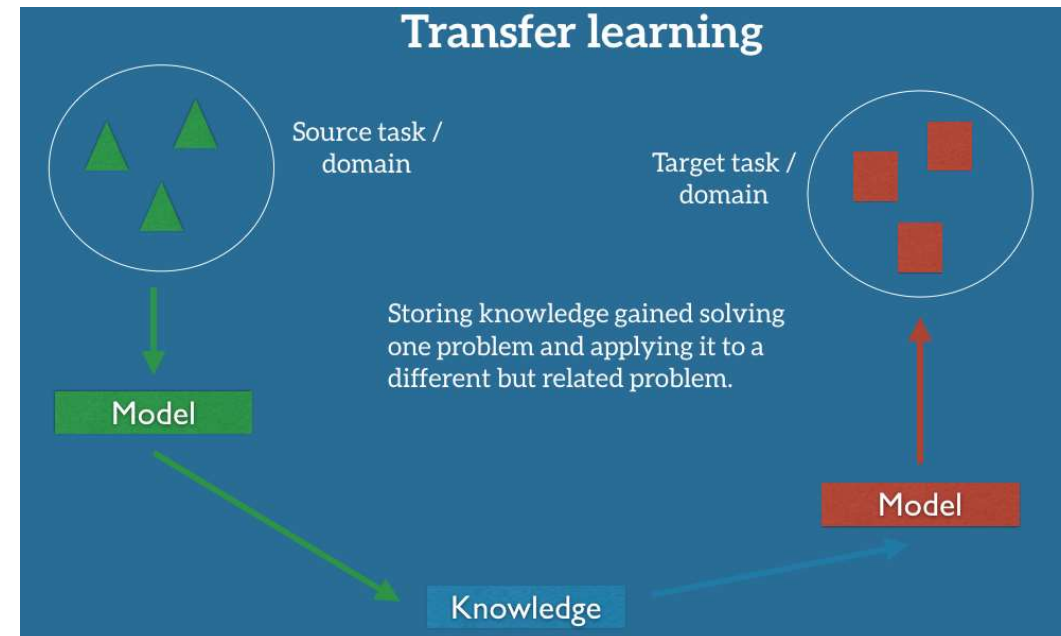 Transfer learning
Source task /
domain
Target task /
domain
Storing knowledge gained solving
one problem and applying it to a
different but related problem.
Model
Model
Knowledge